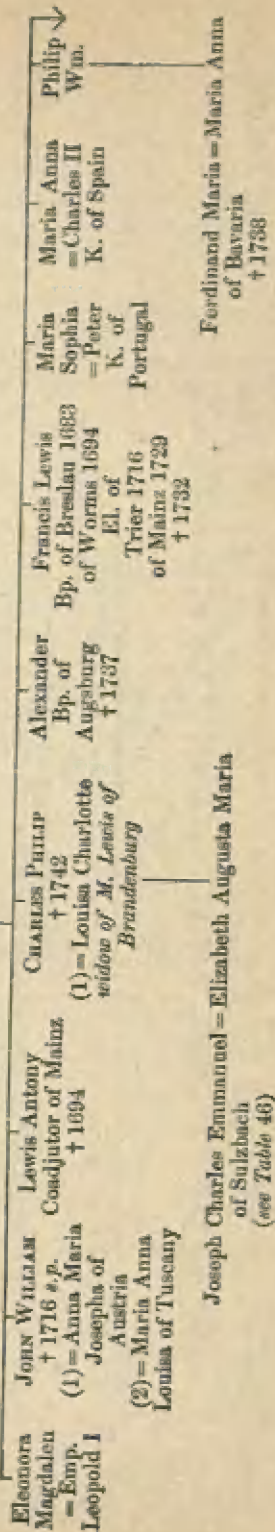 Eleonora
Magdalen
= Emp.
Leopold I
JOHN WILLIAM
† 1716 s.p.
(1)=Anna Maria
Josepha of
Austria
(2)=Maria Anna
Louisa of Tuscany
Lewis Antony
Coadjutor of Mainz
† 1694
CHARLES PHILIP
† 1742
(1)=Louisa Charlotte
widow of M. Lewis of
Brandenburg
Alexander
Bp. of
Augsburg
† 1737
Francis Lewis
Bp. of Breslau 1683
of Worms 1694
El. of
Trier 1716
of Mainz 1729
† 1732
Maria
Sophia
=Peter
K. of
Portugal
Maria Anna
=Charles II
K. of Spain
Philip
Wm.
Joseph Charles Emmanuel=Elizabeth Augusta Maria
of Sulzbach
(see Table 46)
Ferdinand Maria=Maria Anna
of Bavaria
† 1738